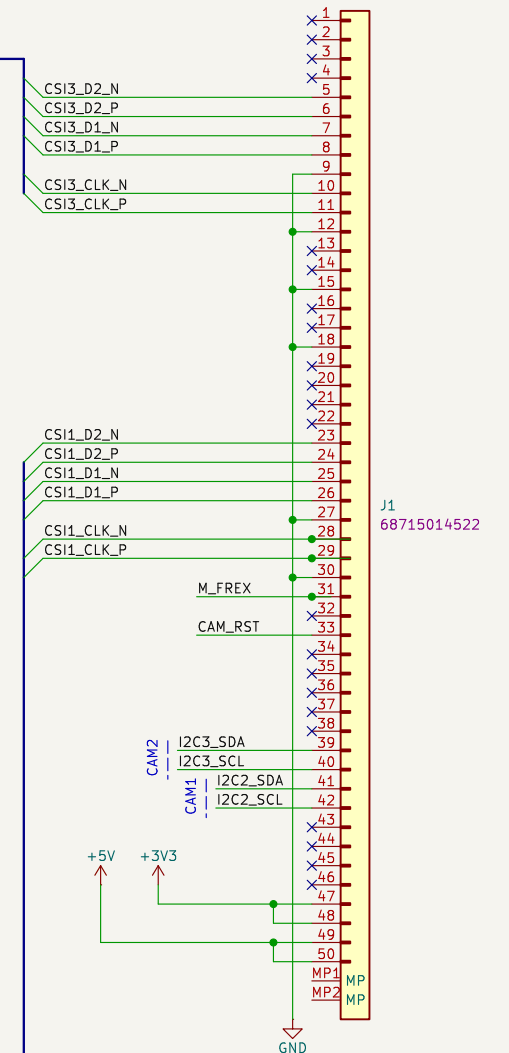 1
2
3
4
CSI3_D2_N 5
CSI3_D2_P 6
CSI3_D1_N 7
CSI3_D1_P 8
9
CSI3_CLK_N 10
CSI3_CLK_P 11
12
13
14
15
16
17
18
19
20
21
22
CSI1_D2_N 23
CSI1_D2_P 24
CSI1_D1_N 25
CSI1_D1_P 26
J1
68715014522
27
CSI1_CLK_N 28
CSI1_CLK_P 29
30
M_FREX 31
32
CAM_RST 33
34
35
36
37
38
CAM2
I2C3_SDA 39
I2C3_SCL 40
CAM1
I2C2_SDA 41
I2C2_SCL 42
43
44
45
46
+5V +3V3
47
48
49
50
MP1 MP
MP2 MP
GND